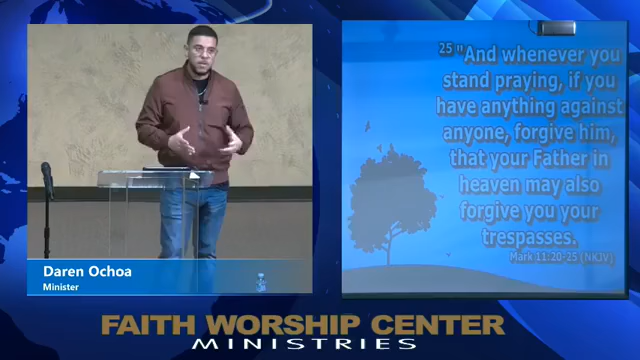 25 "And whenever you
stand praying, if you
have anything against
anyone, forgive him,
that your Father in
heaven may also
forgive you your
trespasses.
Mark 11:20-25 (NKJV)
Daren Ochoa
Minister
FAITH WORSHIP CENTER
MINISTRIES